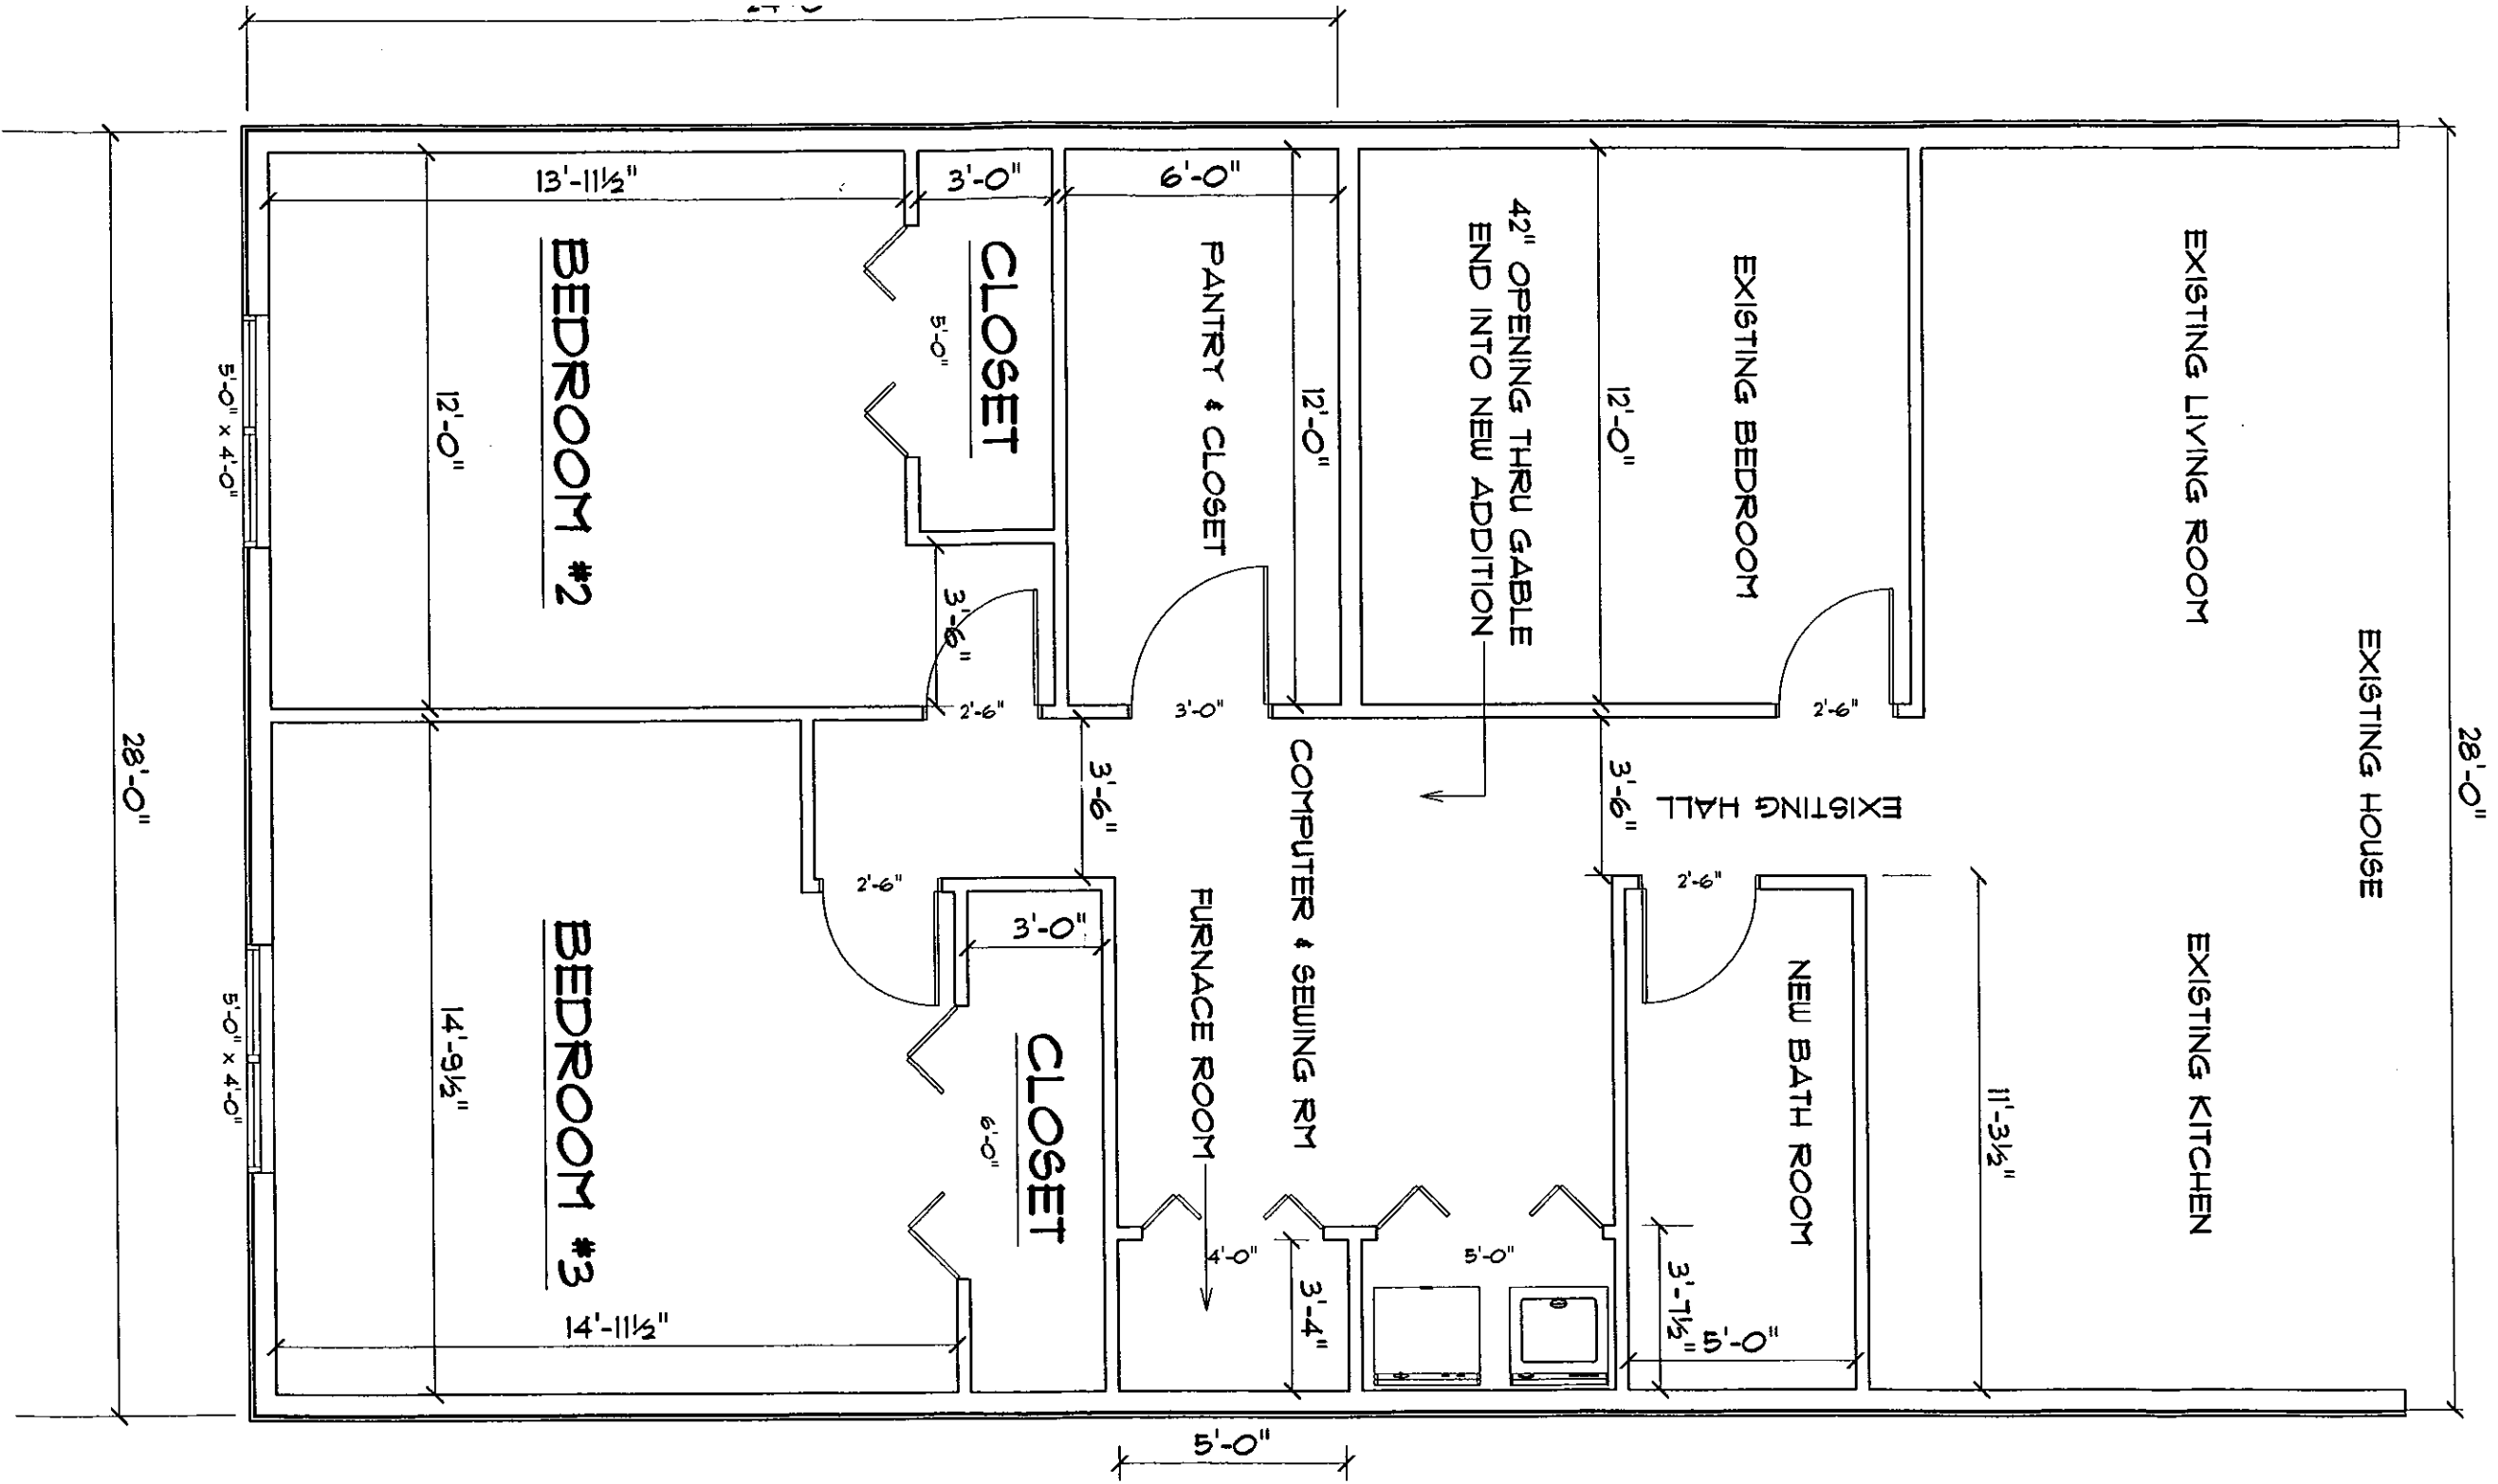 13'-11½"
3'-0"
6'-0"
BEDROOM #2
CLOSET
5'-0"
PANTRY & CLOSET
12'-0"
12'-0"
42" OPENING THRU GABLE
END INTO NEW ADDITION
12'-0"
EXISTING BEDROOM
EXISTING LIVING ROOM
EXISTING HOUSE
28'-0"
5'-0" x 4'-0"
3'-6"
2'-6"
3'-0"
2'-6"
28'-0"
3'-6"
3'-6"
EXISTING HALL
COMPUTER & SEWING RM
FURNACE ROOM
2'-6"
2'-6"
3'-0"
BEDROOM #3
CLOSET
6'-0"
14'-9½"
5'-0" x 4'-0"
NEW BATH ROOM
11'-3½"
EXISTING KITCHEN
4'-0"
5'-0"
3'-4"
3'-7½"
5'-0"
14'-11½"
5'-0"